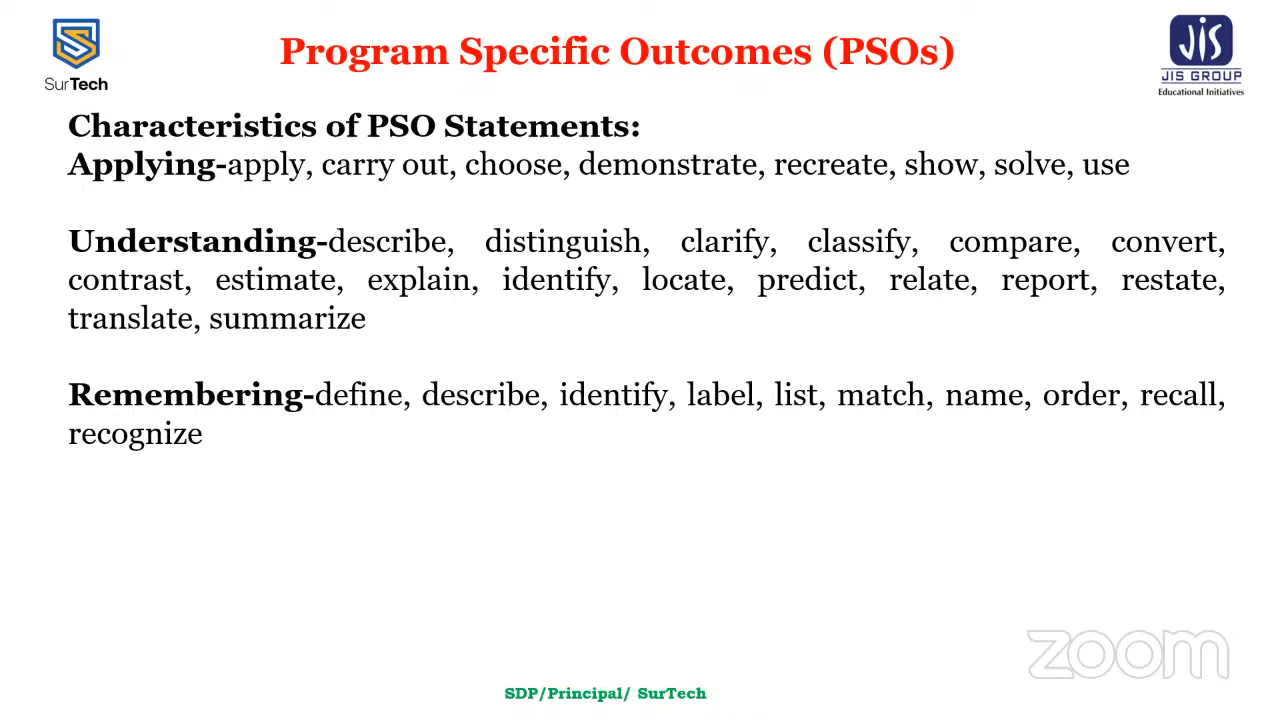 SurTech
Program Specific Outcomes (PSOs)
JIS
JIS GROUP
Educational Initiatives
Characteristics of PSO Statements:
Applying-apply, carry out, choose, demonstrate, recreate, show, solve, use
Understanding-describe, distinguish, clarify, classify, compare, convert,
contrast, estimate, explain, identify, locate, predict, relate, report, restate,
translate, summarize
Remembering-define, describe, identify, label, list, match, name, order, recall,
recognize
zoom
SDP/Principal/ SurTech